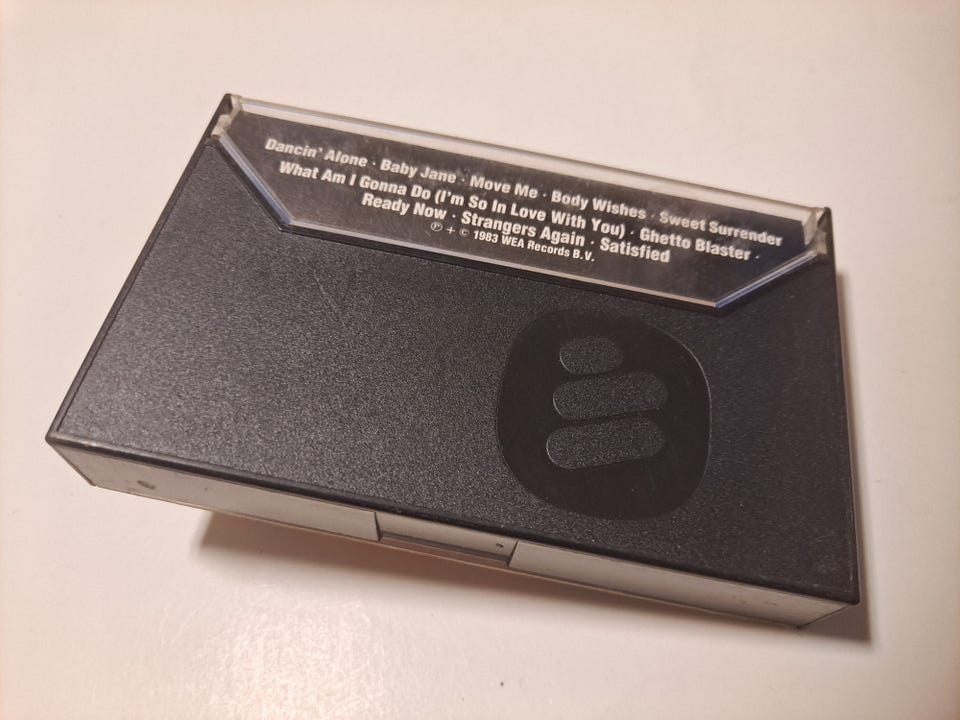 Dancin' Alone · Baby Jane · Move Me · Body Wishes · Sweet Surrender
What Am I Gonna Do (I'm So In Love With You) · Ghetto Blaster ·
Ready Now · Strangers Again · Satisfied
℗ + © 1983 WEA Records B.V.